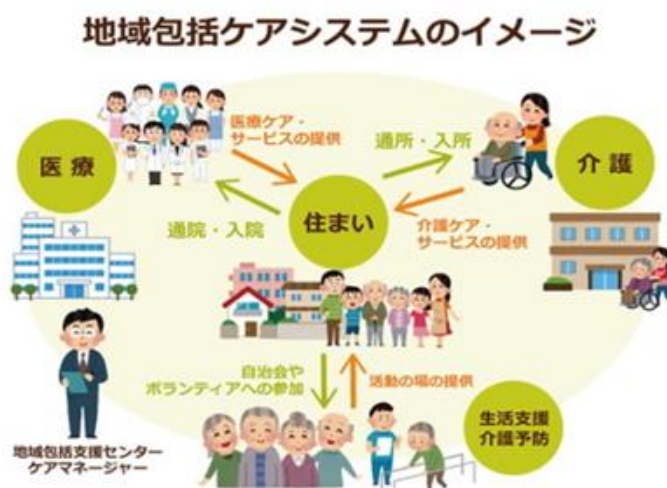 地域包括ケアシステムのイメージ
医療ケア・
サービスの提供
通所・入所
医療
介護
通院・入院
住まい
介護ケア・
サービスの提供
自治会や
ボランティアへの参加
活動の場の提供
生活支援
介護予防
地域包括支援センター
ケアマネージャー